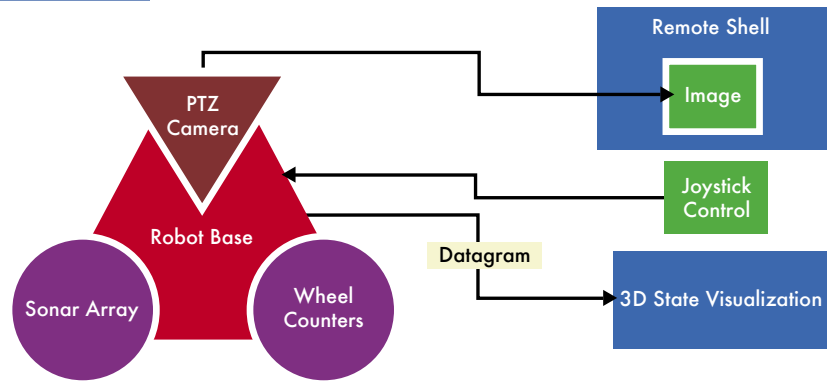 Remote Shell
Image
PTZ
Camera
Joystick
Control
Robot Base
Datagram
Sonar Array
Wheel
Counters
3D State Visualization